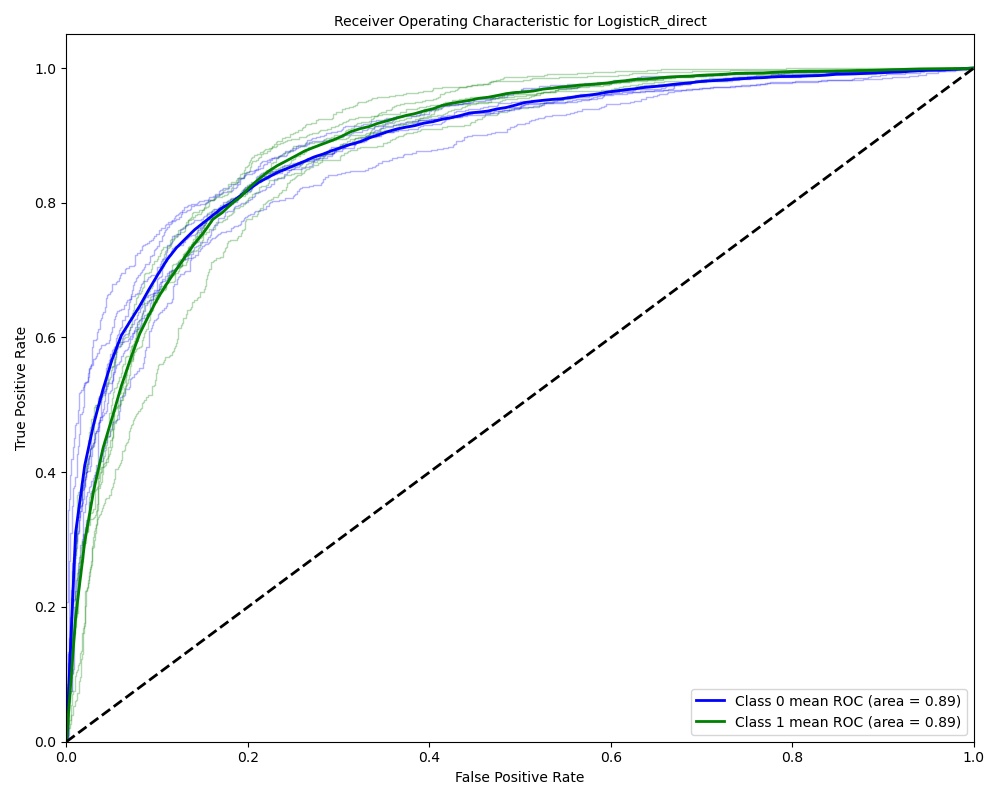 Receiver Operating Characteristic for LogisticR_direct
1.0
0.8
0.6
0.4
0.2
0.0
True Positive Rate
0.0 0.2 0.4 0.6 0.8 1.0
False Positive Rate
Class 0 mean ROC (area = 0.89)
Class 1 mean ROC (area = 0.89)